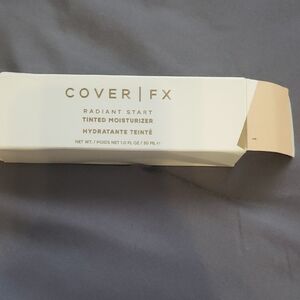 COVER | FX
RADIANT START
TINTED MOISTURIZER
HYDRATANTE TEINTÉ
NET WT. / POIDS NET 1.0 FL OZ / 30 ML e